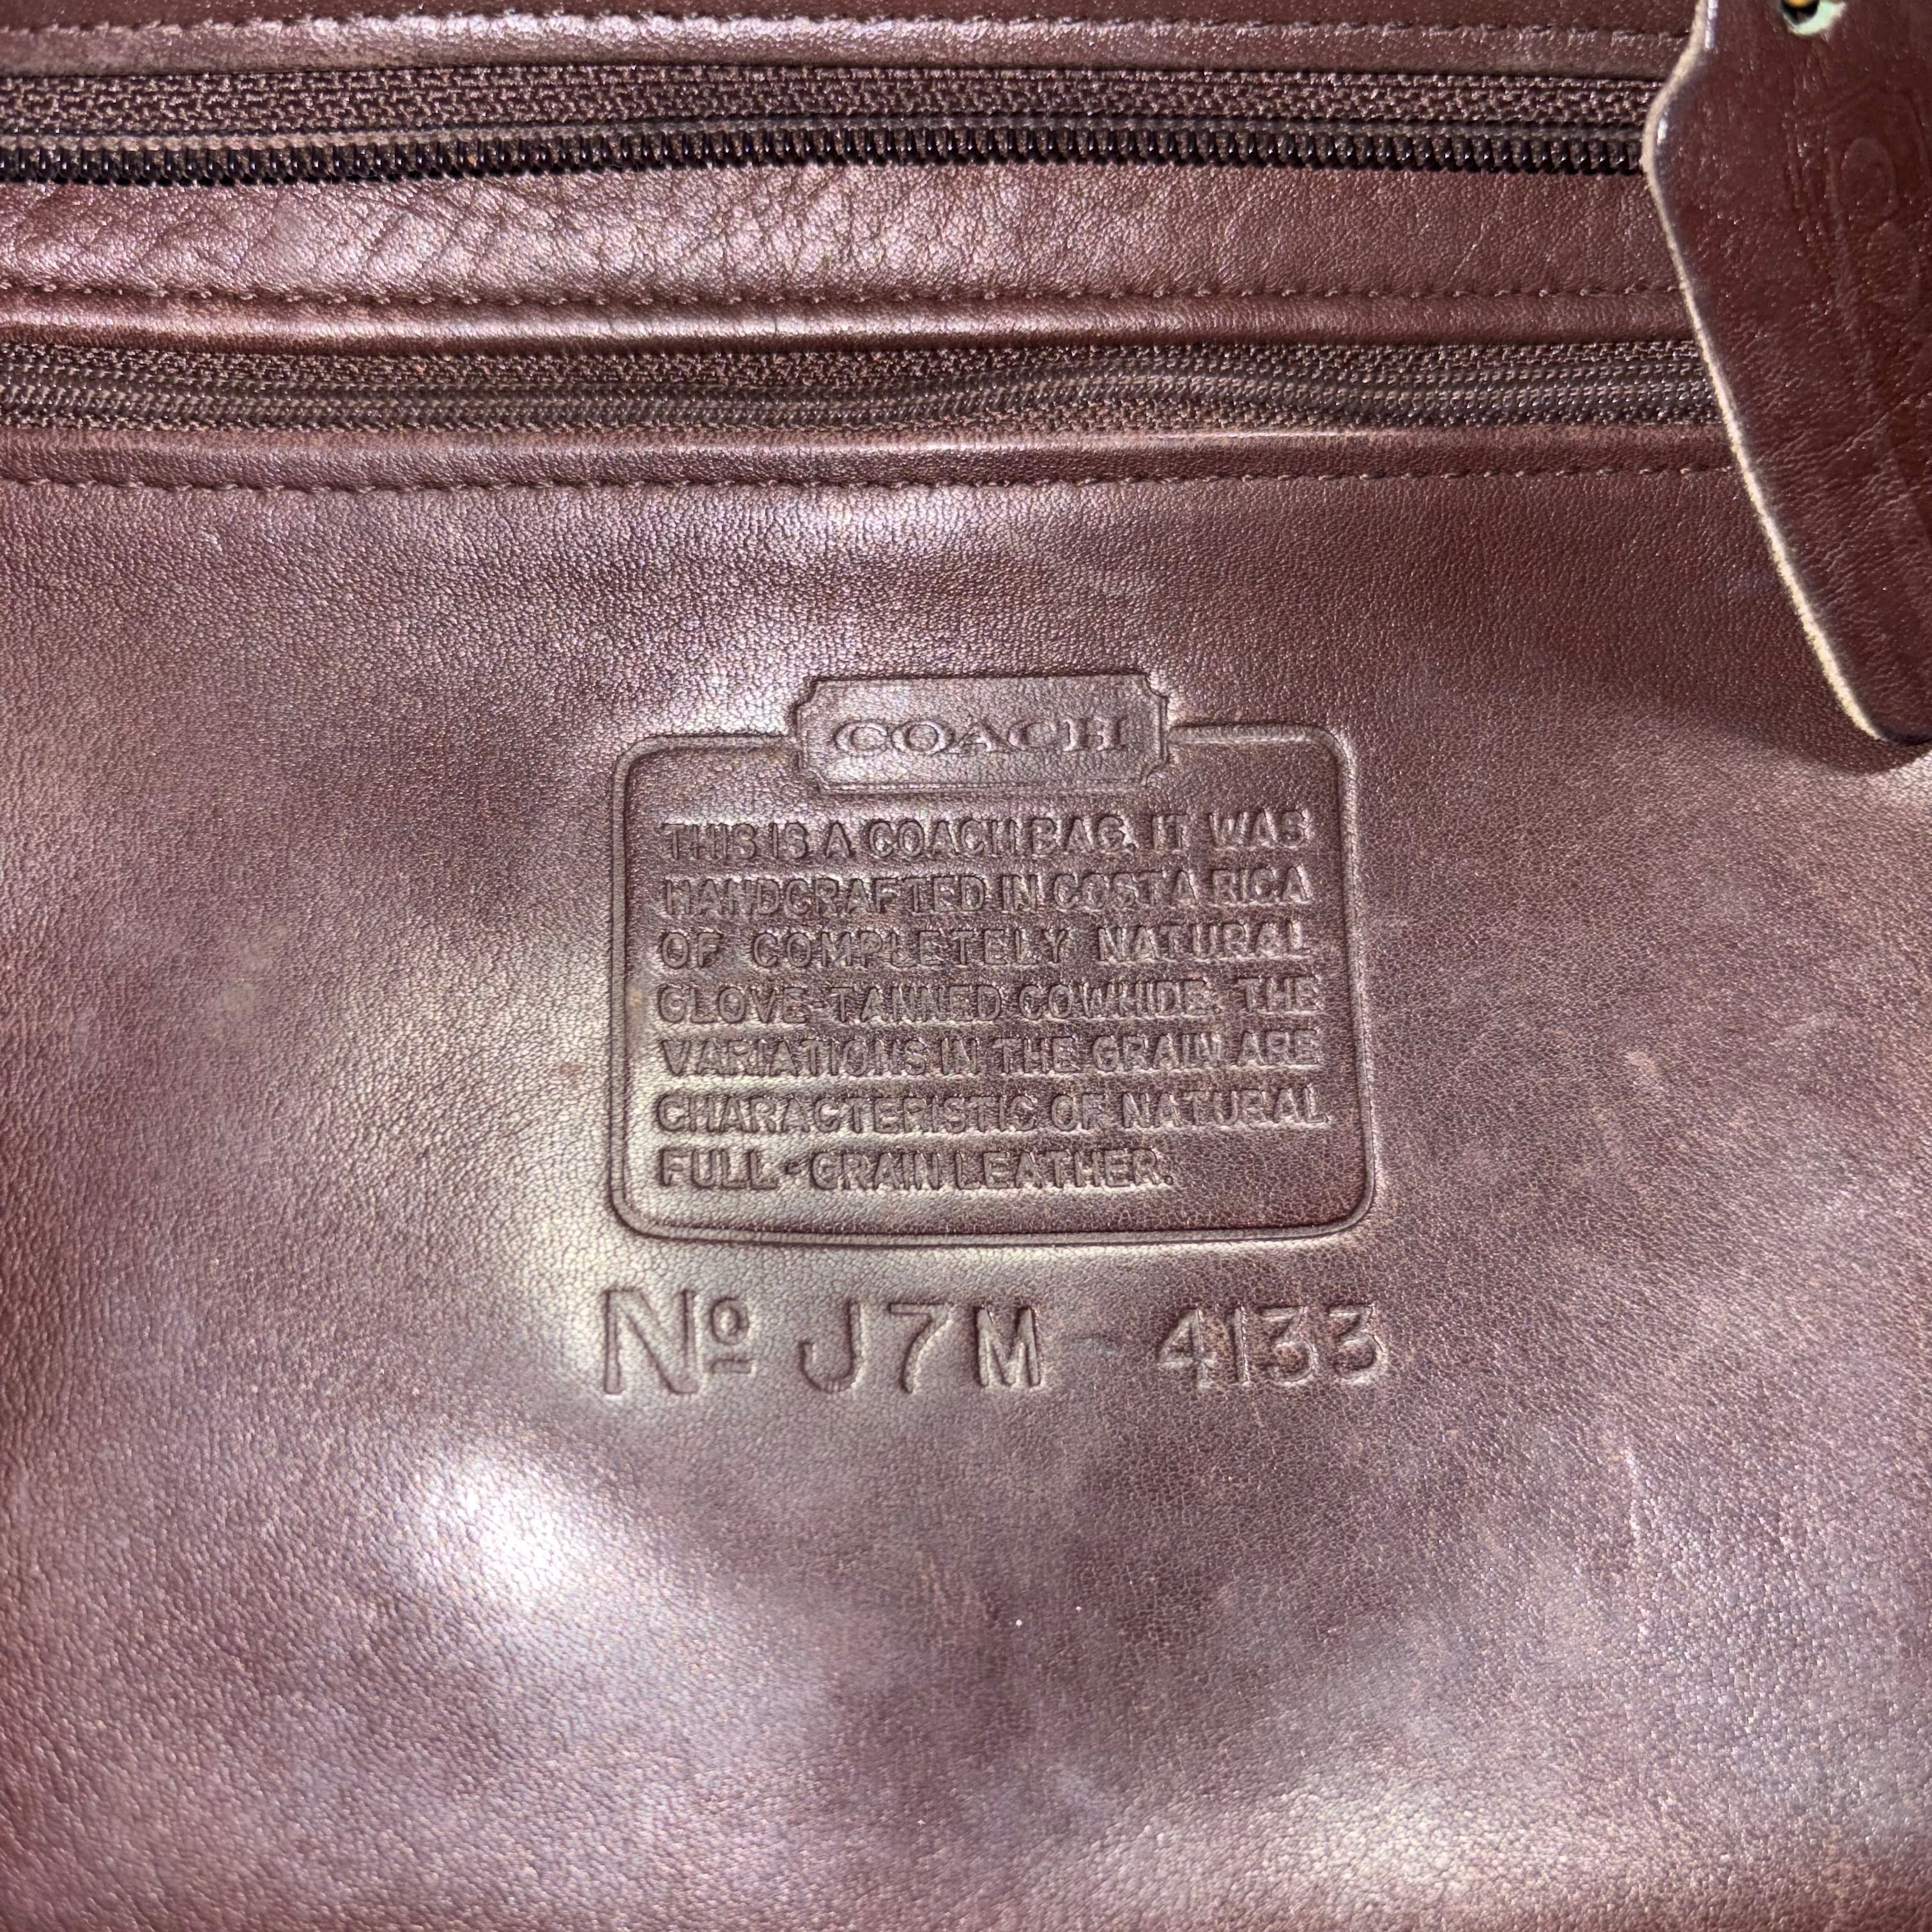 COACH
THIS IS A COACH BAG. IT WAS
HANDCRAFTED IN COSTA RICA
OF COMPLETELY NATURAL
GLOVE-TANNED COWHIDE. THE
VARIATIONS IN THE GRAIN ARE
CHARACTERISTIC OF NATURAL
FULL-GRAIN LEATHER.
Nº J7M-4133